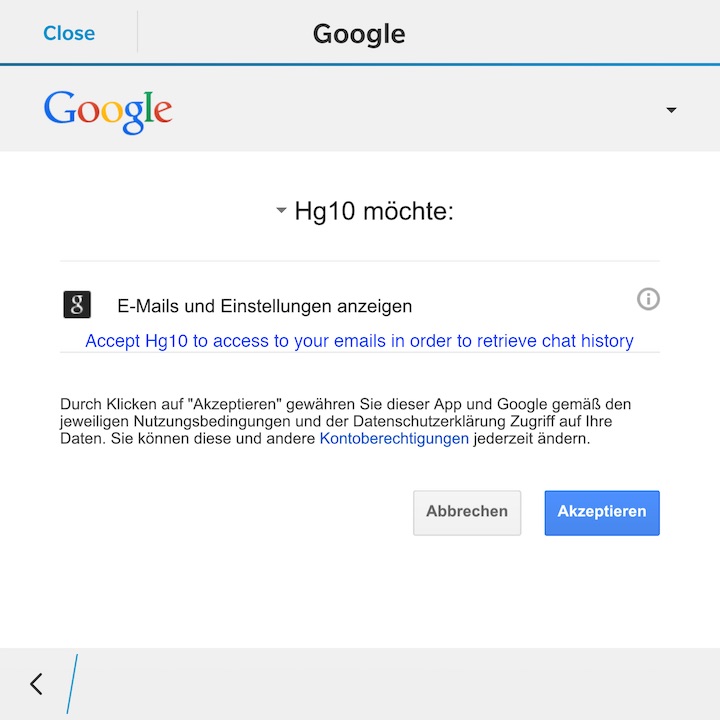 Close
Google
Google
Hg10 möchte:
g
E-Mails und Einstellungen anzeigen
i
Accept Hg10 to access to your emails in order to retrieve chat history
Durch Klicken auf "Akzeptieren" gewähren Sie dieser App und Google gemäß den
jeweiligen Nutzungsbedingungen und der Datenschutzerklärung Zugriff auf Ihre
Daten. Sie können diese und andere Kontoberechtigungen jederzeit ändern.
Abbrechen
Akzeptieren